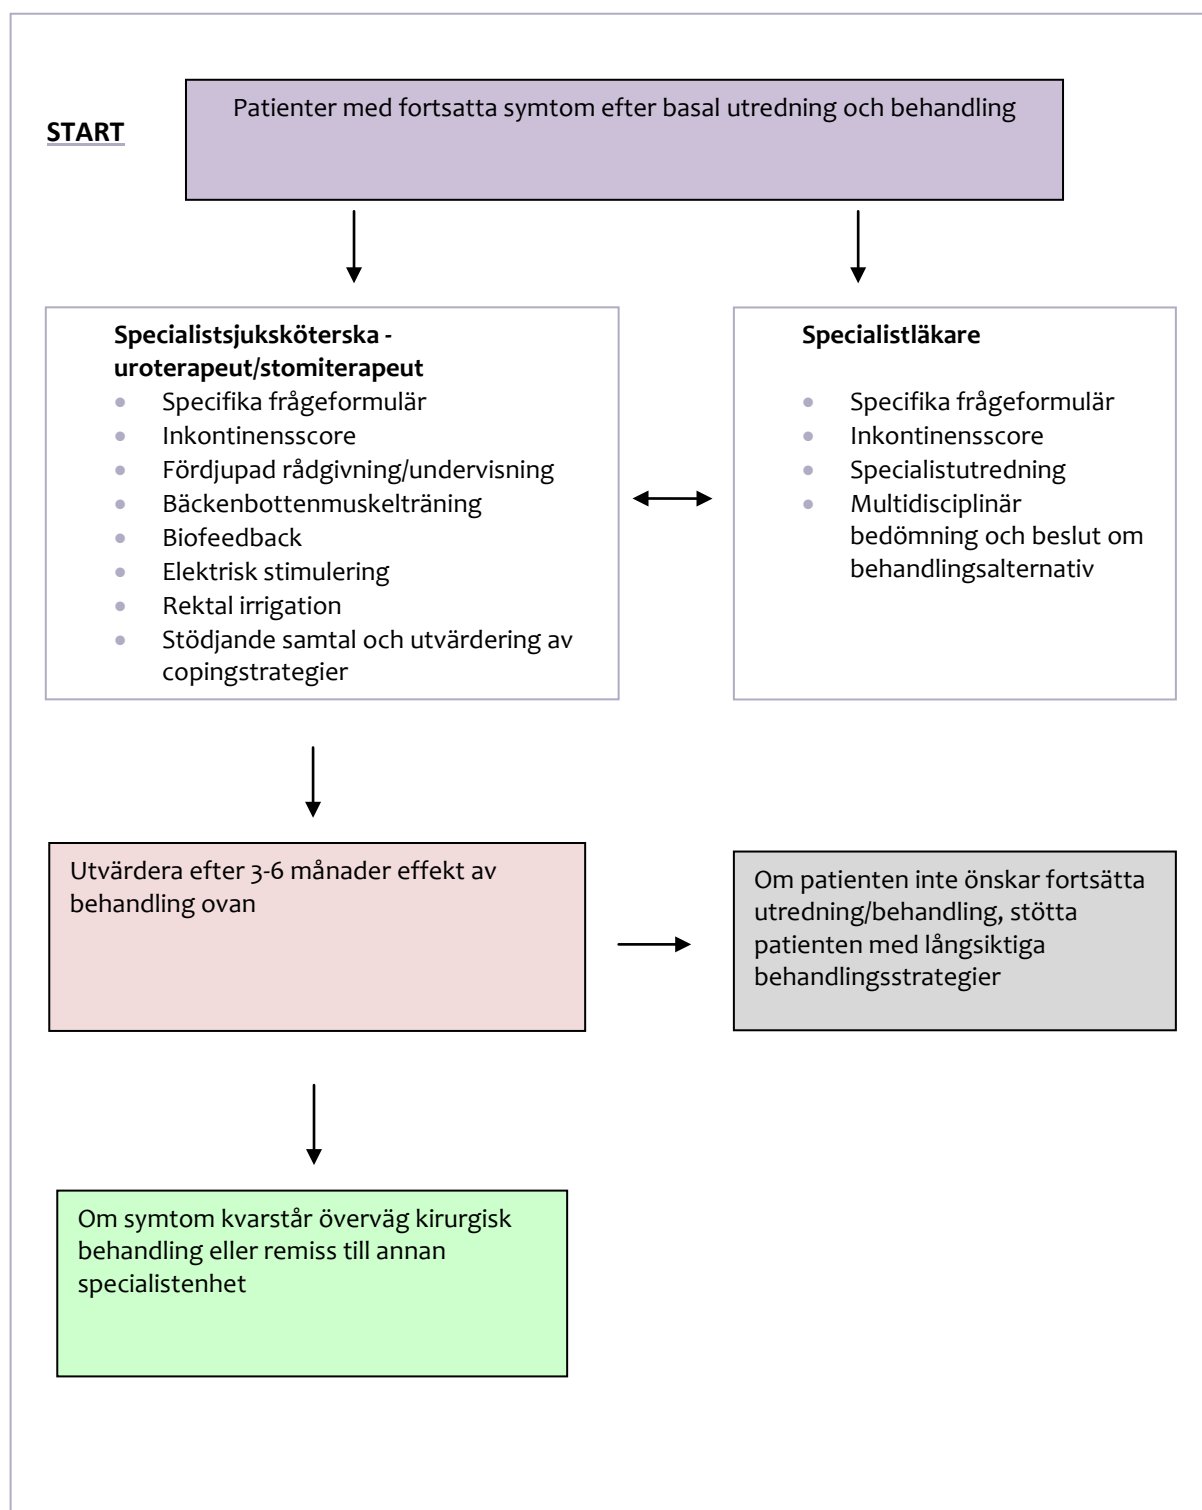 Patienter med fortsatta symtom efter basal utredning och behandling
START
Specialistsjuksköterska -
uroterapeut/stomiterapeut
• Specifika frågeformulär
• Inkontinensscore
• Fördjupad rådgivning/undervisning
• Bäckenbottenmuskelträning
• Biofeedback
• Elektrisk stimulering
• Rektal irrigation
• Stödjande samtal och utvärdering av
copingstrategier
Specialistläkare
• Specifika frågeformulär
• Inkontinensscore
• Specialistutredning
• Multidisciplinär
bedömning och beslut om
behandlingsalternativ
Utvärdera efter 3-6 månader effekt av
behandling ovan
Om patienten inte önskar fortsätta
utredning/behandling, stötta
patienten med långsiktiga
behandlingsstrategier
Om symtom kvarstår överväg kirurgisk
behandling eller remiss till annan
specialistenhet